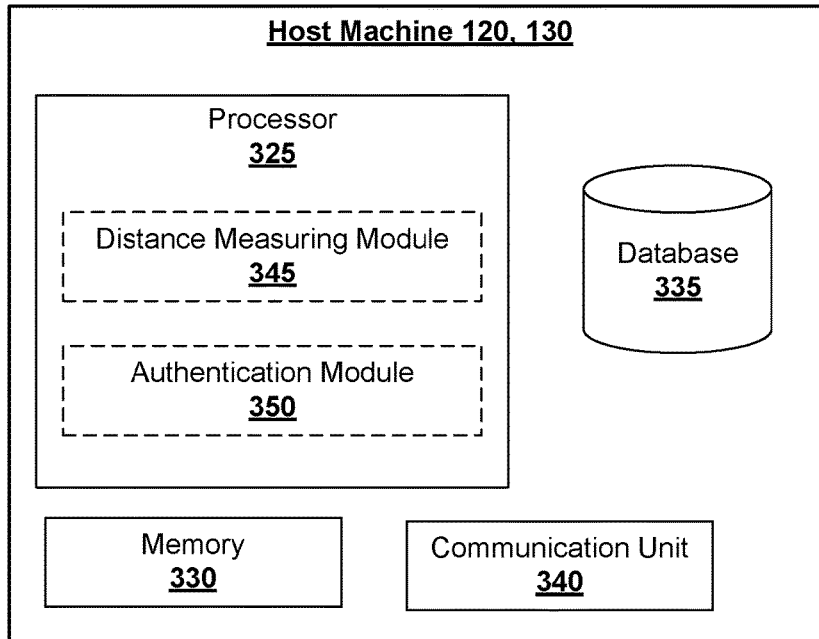 Host Machine 120, 130
Processor
325
Distance Measuring Module
345
Authentication Module
350
Database
335
Memory
330
Communication Unit
340